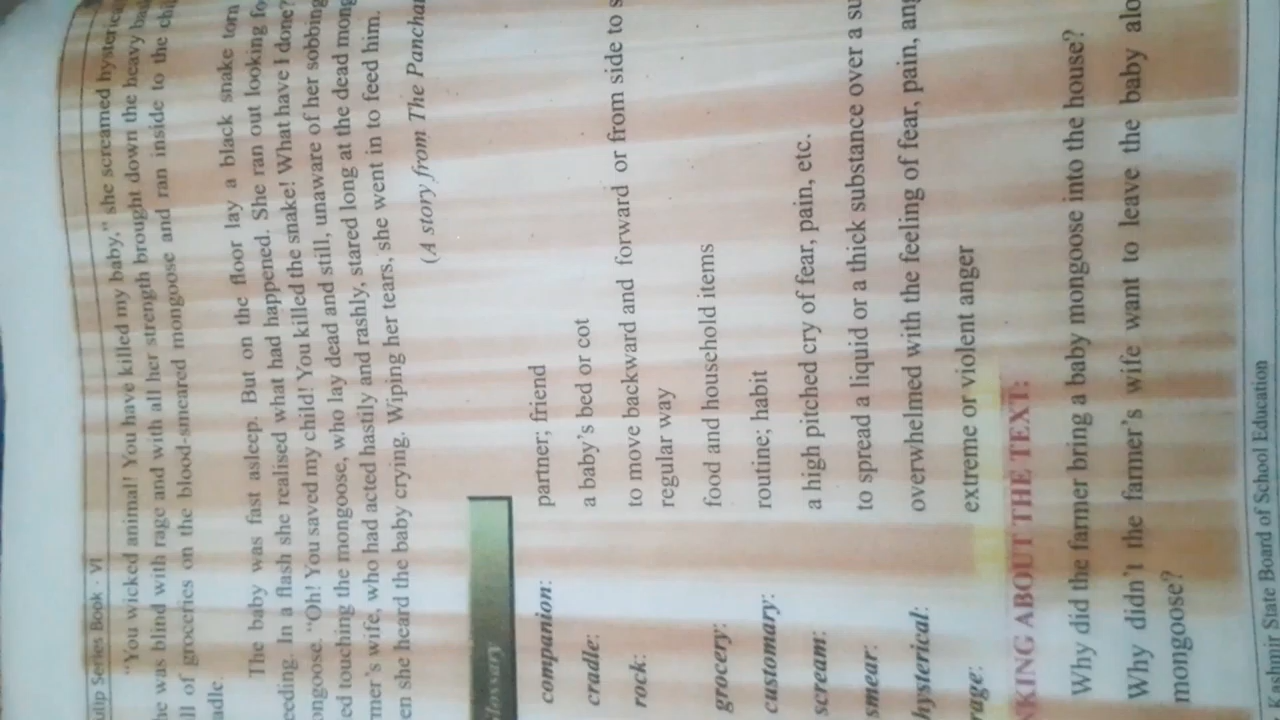 ulip Series Book - VI
"You wicked animal! You have killed my baby," she screamed
he was blind with rage and with all her strength brought down the heavy
ll of groceries on the blood-smeared mongoose and ran inside to the
adle.
The baby was fast asleep. But on the floor lay a black snake torn
eeding. In a flash she realised what had happened. She ran out looking
ongoose. "Oh! You saved my child! You killed the snake! What have I done?
ed touching the mongoose, who lay dead and still, unaware of her sobbing
rmer's wife, who had acted hastily and rashly, stared long at the dead
en she heard the baby crying. Wiping her tears, she went in to feed him.
(A story from The
lossary
companion: partner; friend
cradle: a baby's bed or cot
rock: to move backward and forward or from side to s
regular way
grocery: food and household items
customary: routine; habit
scream: a high pitched cry of fear, pain, etc.
smear: to spread a liquid or a thick substance over a su
hysterical: overwhelmed with the feeling of fear, pain, ang
rage: extreme or violent anger
NKING ABOUT THE TEXT:
Why did the farmer bring a baby mongoose into the house?
Why didn't the farmer's wife want to leave the baby alo
mongoose?
Kashmir State Board of School Education